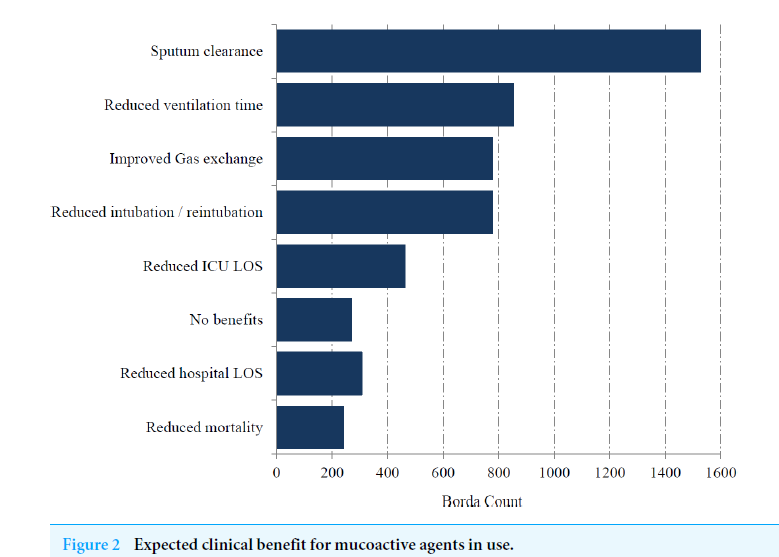 Sputum clearance
Reduced ventilation time
Improved Gas exchange
Reduced intubation / reintubation
Reduced ICU LOS
No benefits
Reduced hospital LOS
Reduced mortality
0 200 400 600 800 1000 1200 1400 1600
Borda Count
Figure 2 Expected clinical benefit for mucoactive agents in use.